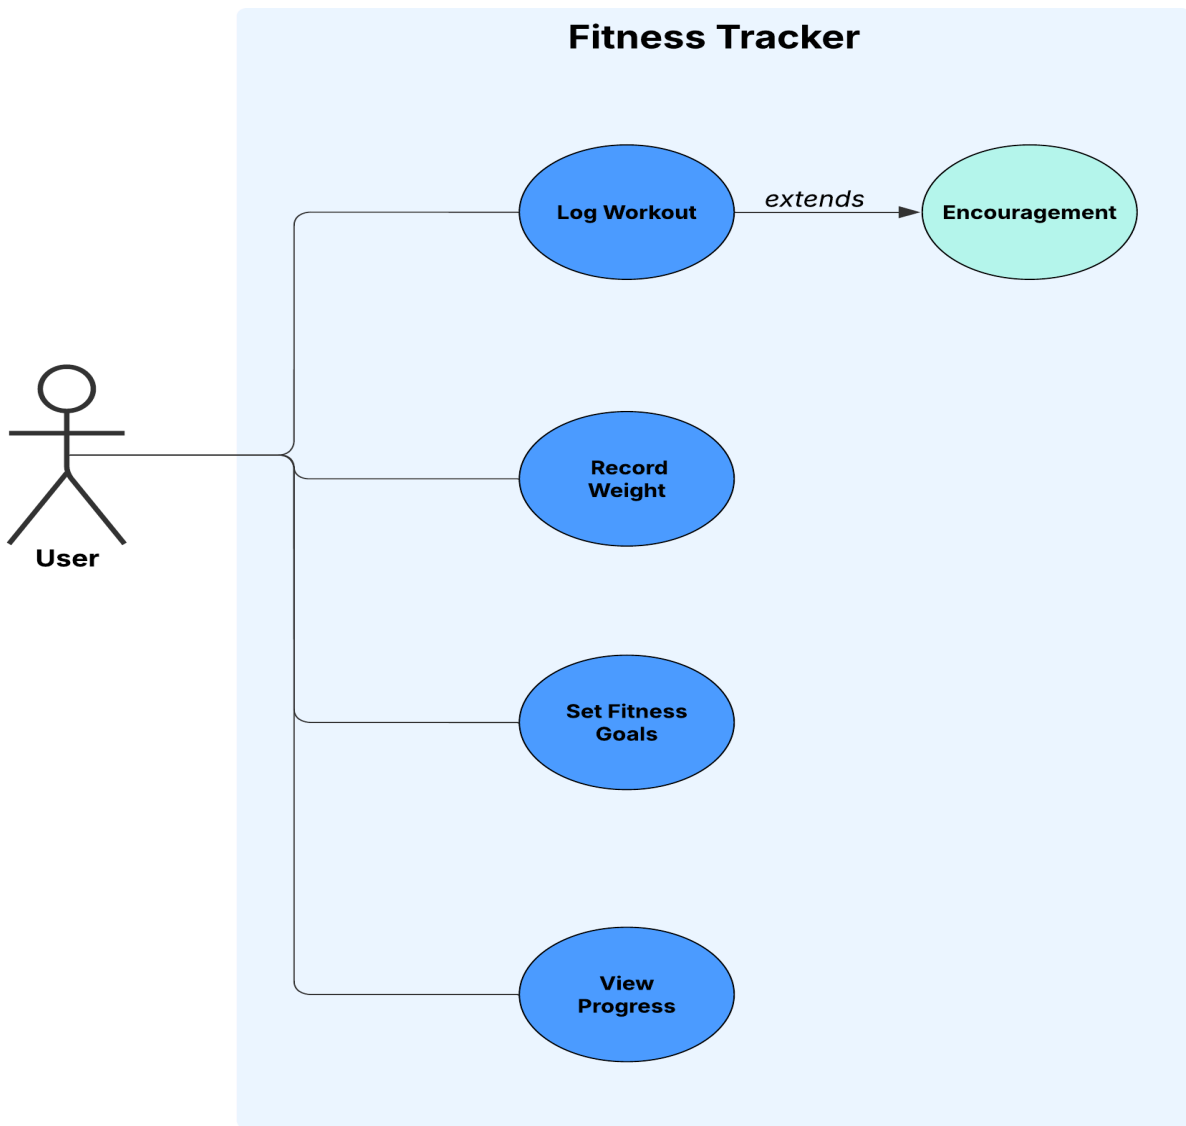 Fitness Tracker
Log Workout
extends
Encouragement
Record
Weight
User
Set Fitness
Goals
View
Progress